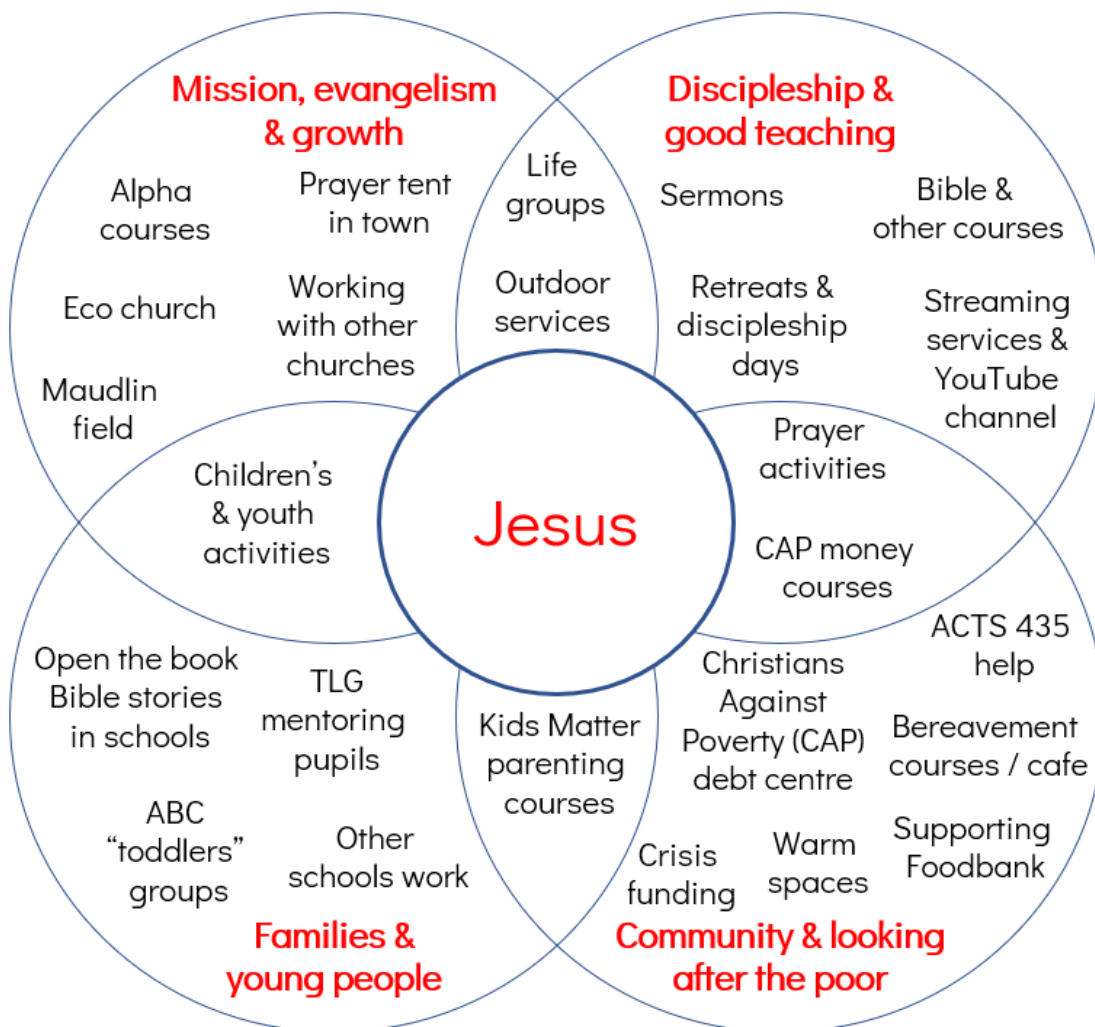 Mission, evangelism
& growth
Discipleship &
good teaching
Alpha
courses
Prayer tent
in town
Life
groups
Sermons
Bible &
other courses
Eco church
Working
with other
churches
Outdoor
services
Retreats &
discipleship
days
Streaming
services &
YouTube
channel
Maudlin
field
Children’s
& youth
activities
Jesus
Prayer
activities
CAP money
courses
Open the book
Bible stories
in schools
TLG
mentoring
pupils
Kids Matter
parenting
courses
Christians
Against
Poverty (CAP)
debt centre
ACTS 435
help
Bereavement
courses / cafe
ABC
“toddlers”
groups
Other
schools work
Crisis
funding
Warm
spaces
Supporting
Foodbank
Families &
young people
Community & looking
after the poor